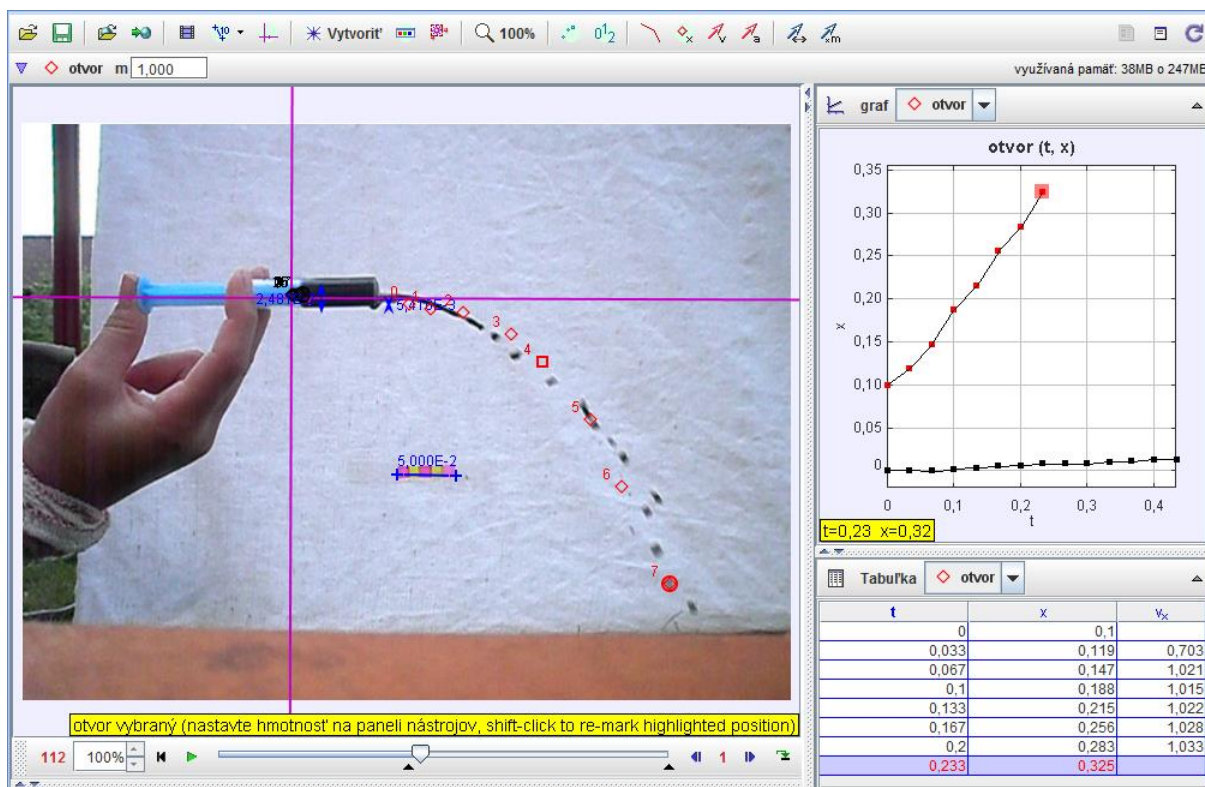 Vytvoriť 100% 0 1 2
otvor m 1,000 využívaná pamäť: 38MB o 247MB
graf otvor
otvor (t, x)
0,35
0,30
0,25
0,20
x
0,15
0,10
0,05
0
0 0,1 0,2 0,3 0,4
t
t=0,23 x=0,32
0
1
2
3
4
5
6
7
5,000E-2
Tabuľka otvor
t x vₓ
0 0,1
0,033 0,119 0,703
0,067 0,147 1,021
0,1 0,188 1,015
0,133 0,215 1,022
0,167 0,256 1,028
0,2 0,283 1,033
0,233 0,325
otvor vybraný (nastavte hmotnosť na paneli nástrojov, shift-click to re-mark highlighted position)
112 100% 1